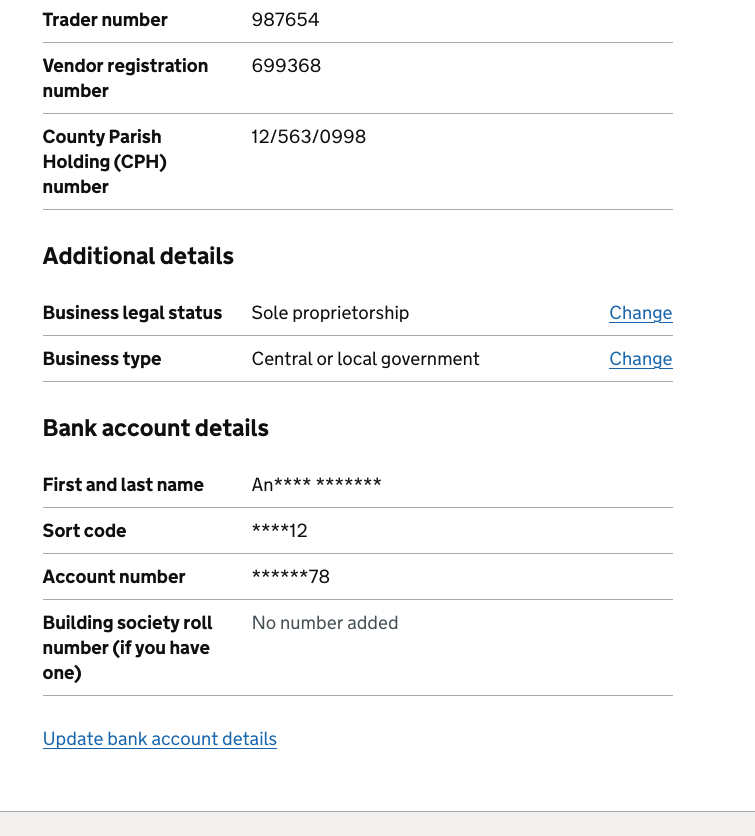 Trader number 987654
Vendor registration 699368
number
County Parish 12/563/0998
Holding (CPH)
number
Additional details
Business legal status Sole proprietorship Change
Business type Central or local government Change
Bank account details
First and last name An**** *******
Sort code ****12
Account number ******78
Building society roll No number added
number (if you have
one)
Update bank account details